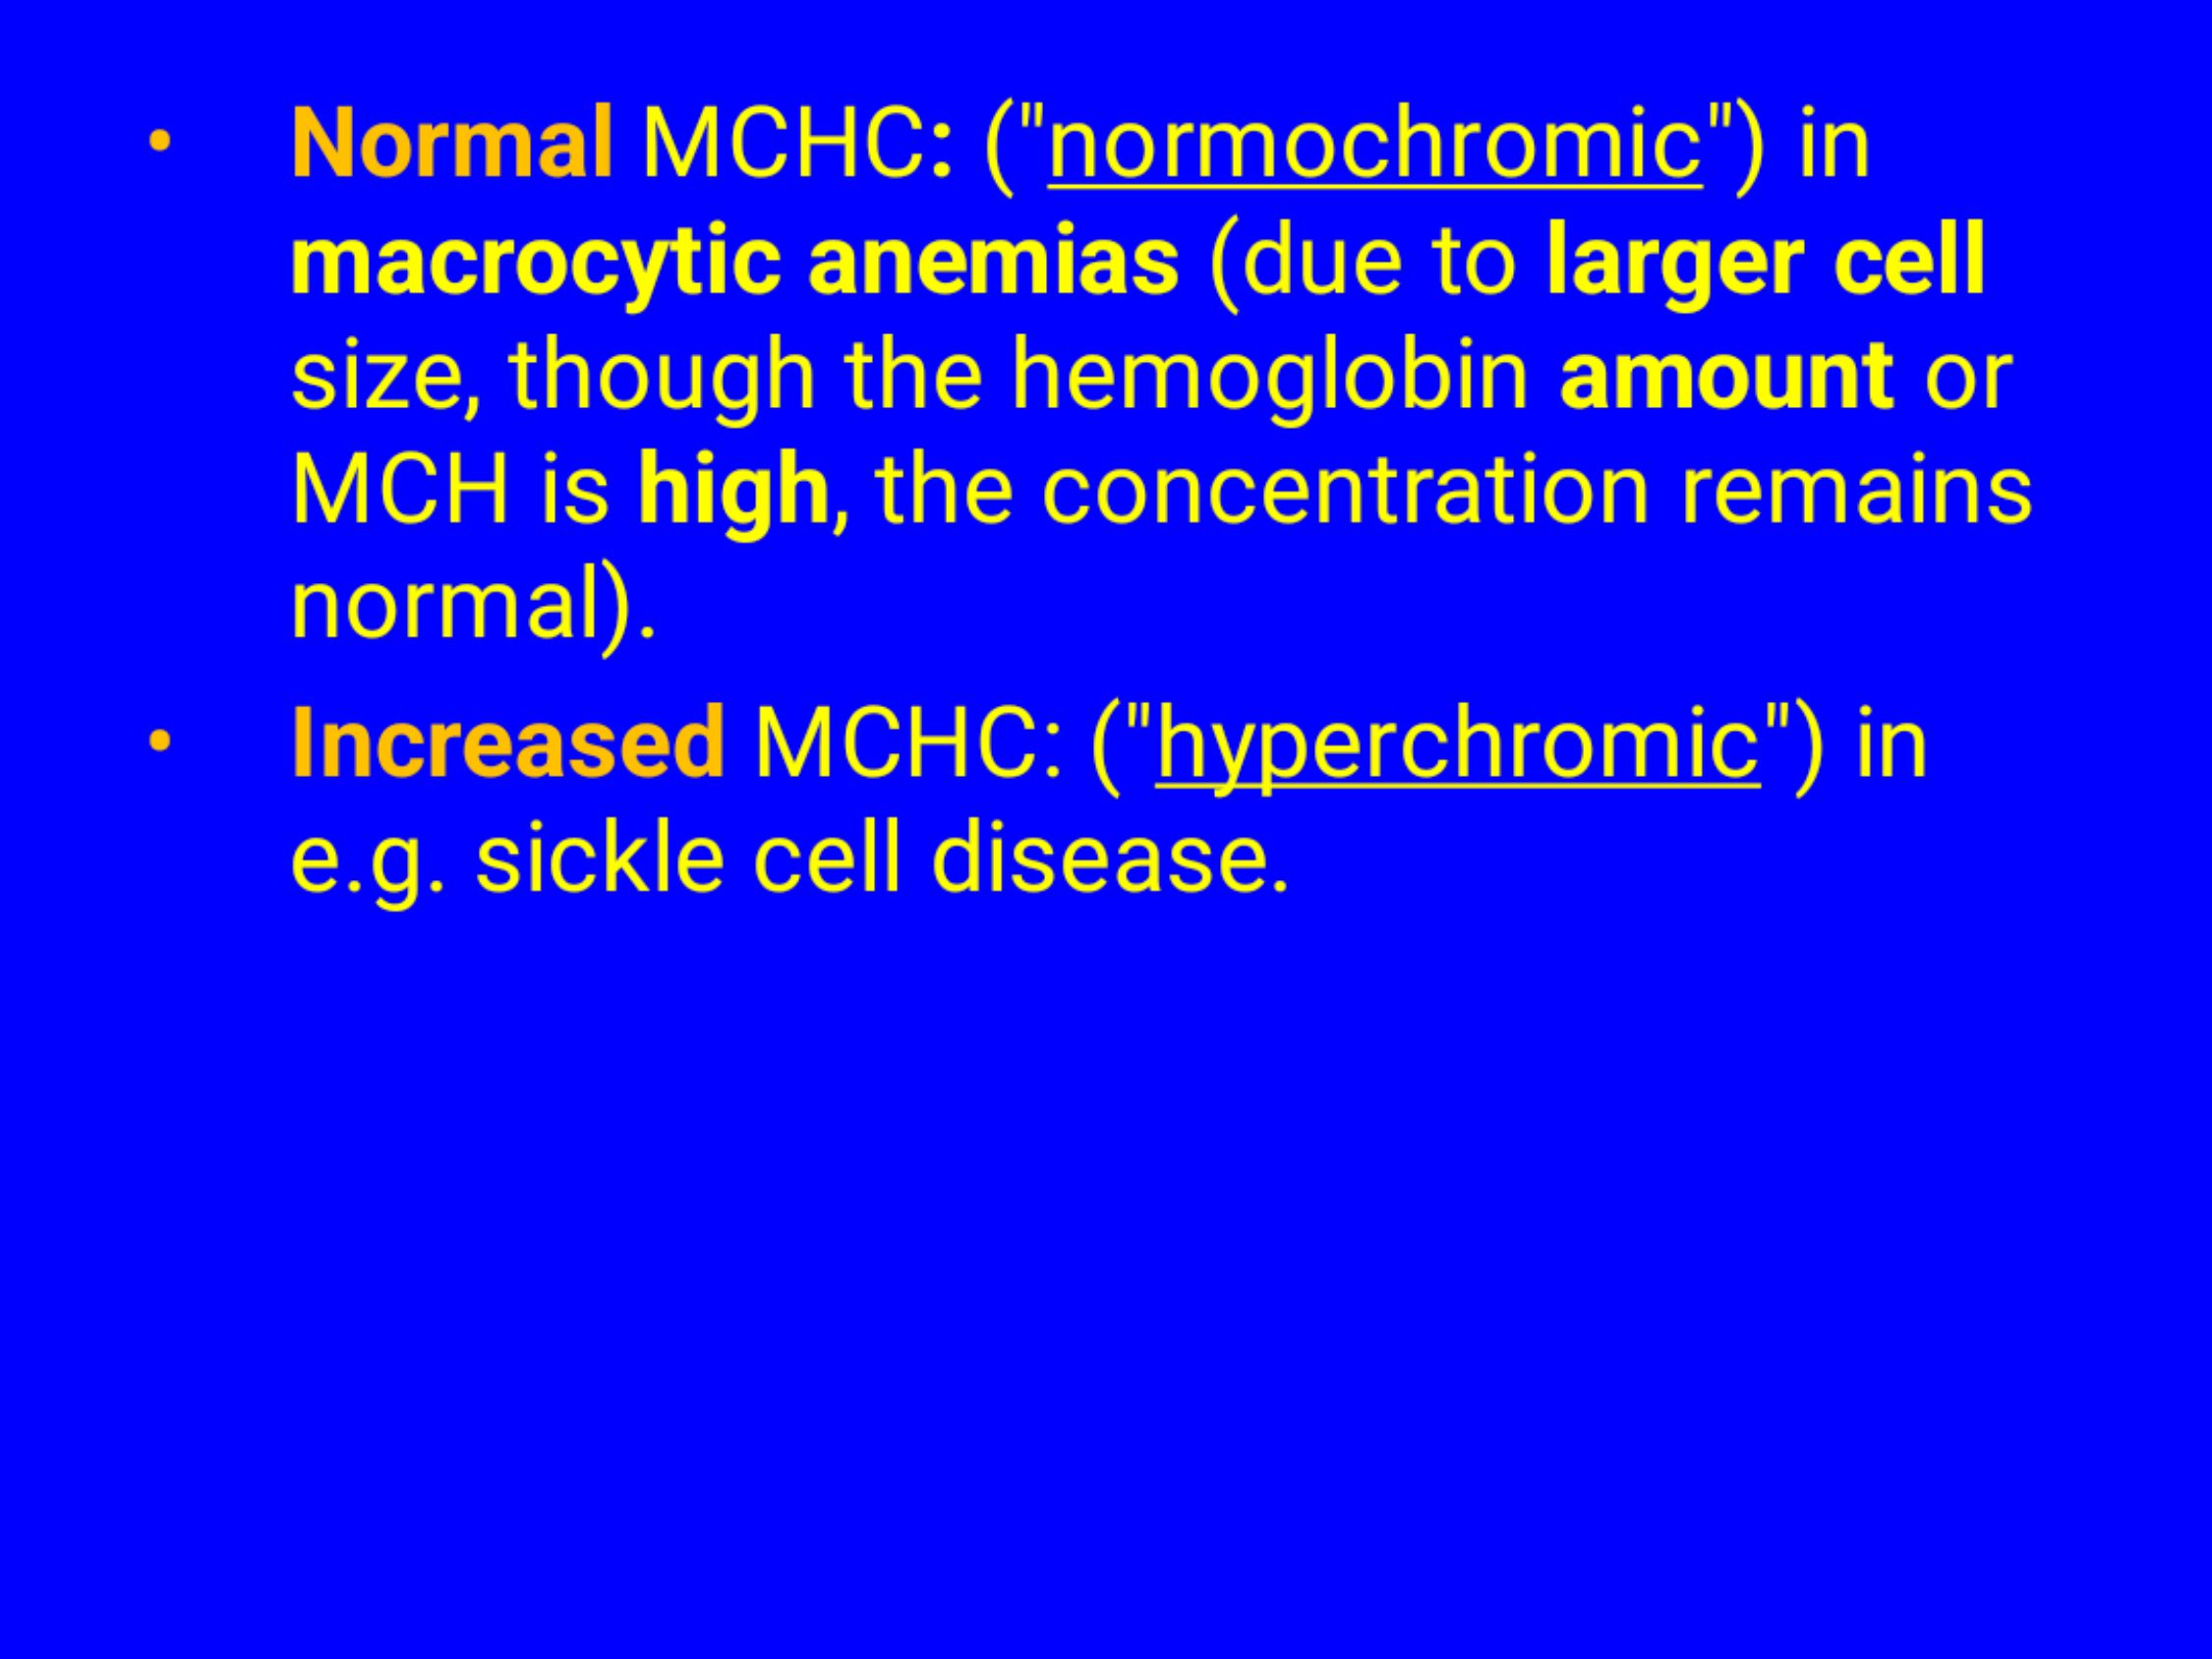 • Normal MCHC: ("normochromic") in
macrocytic anemias (due to larger cell
size, though the hemoglobin amount or
MCH is high, the concentration remains
normal).
• Increased MCHC: ("hyperchromic") in
e.g. sickle cell disease.